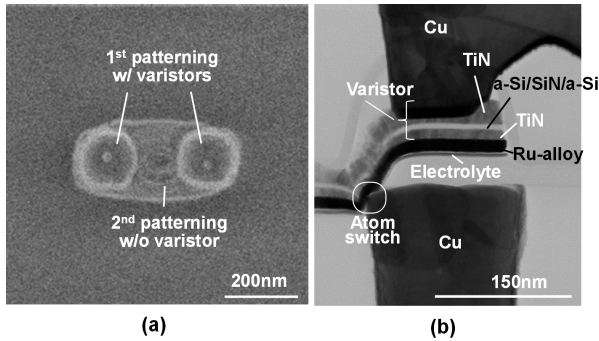 1st patterning
w/ varistors
2nd patterning
w/o varistor
200nm
(a)
Cu
TiN
a-Si/SiN/a-Si
Varistor
TiN
Ru-alloy
Electrolyte
Atom
switch
Cu
150nm
(b)